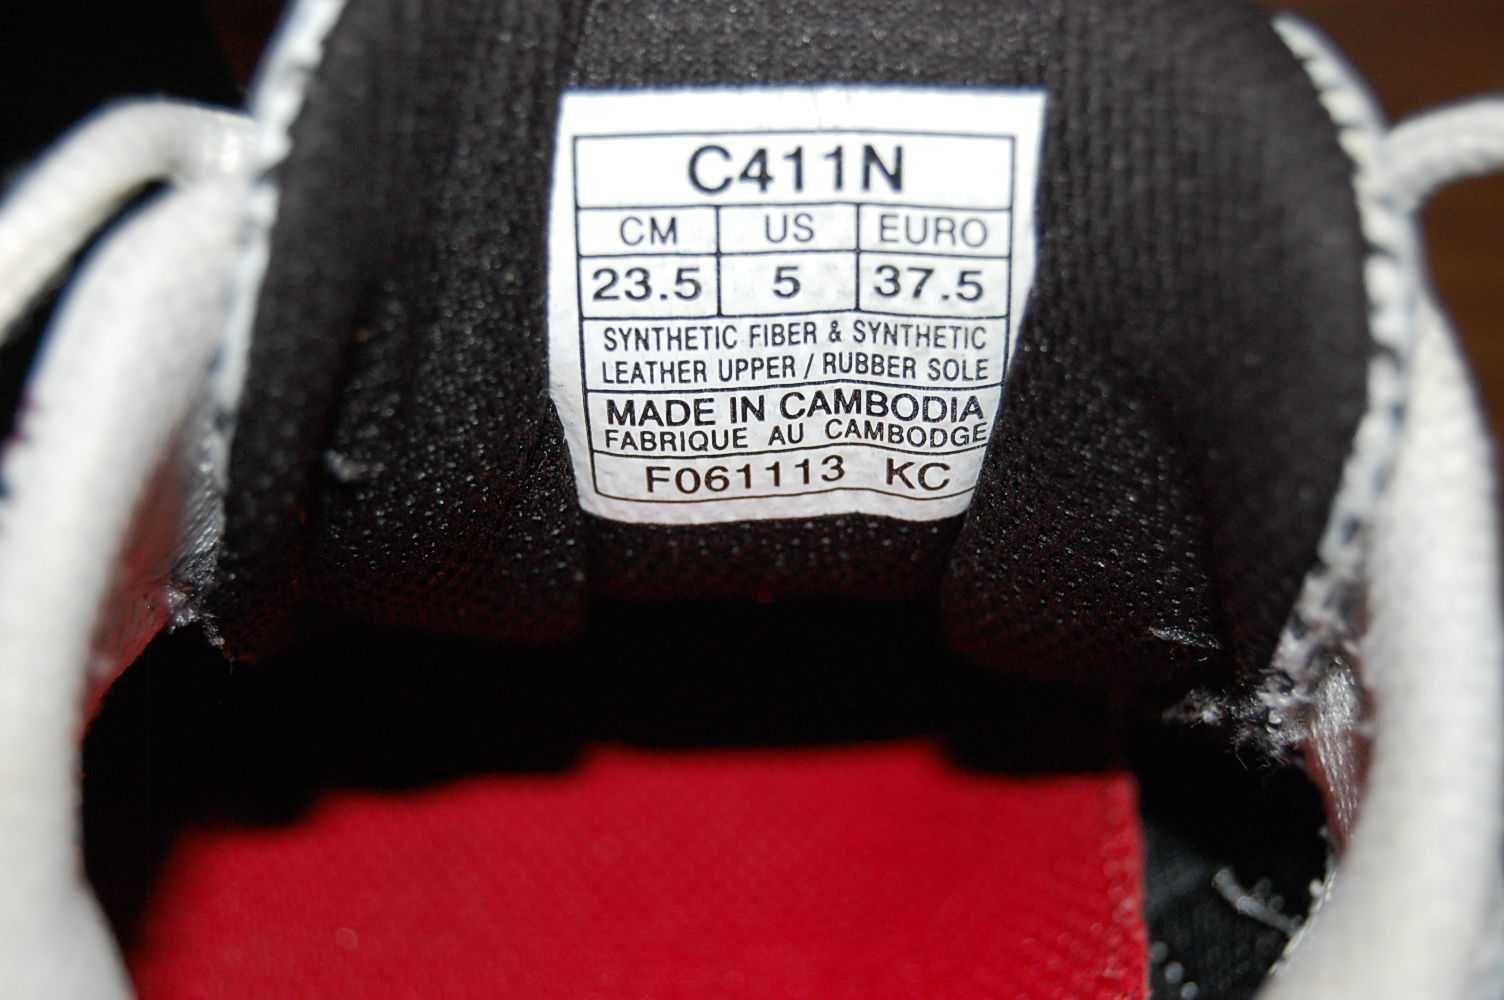 C411N
CM US EURO
23.5 5 37.5
SYNTHETIC FIBER & SYNTHETIC
LEATHER UPPER / RUBBER SOLE
MADE IN CAMBODIA
FABRIQUE AU CAMBODGE
F061113 KC